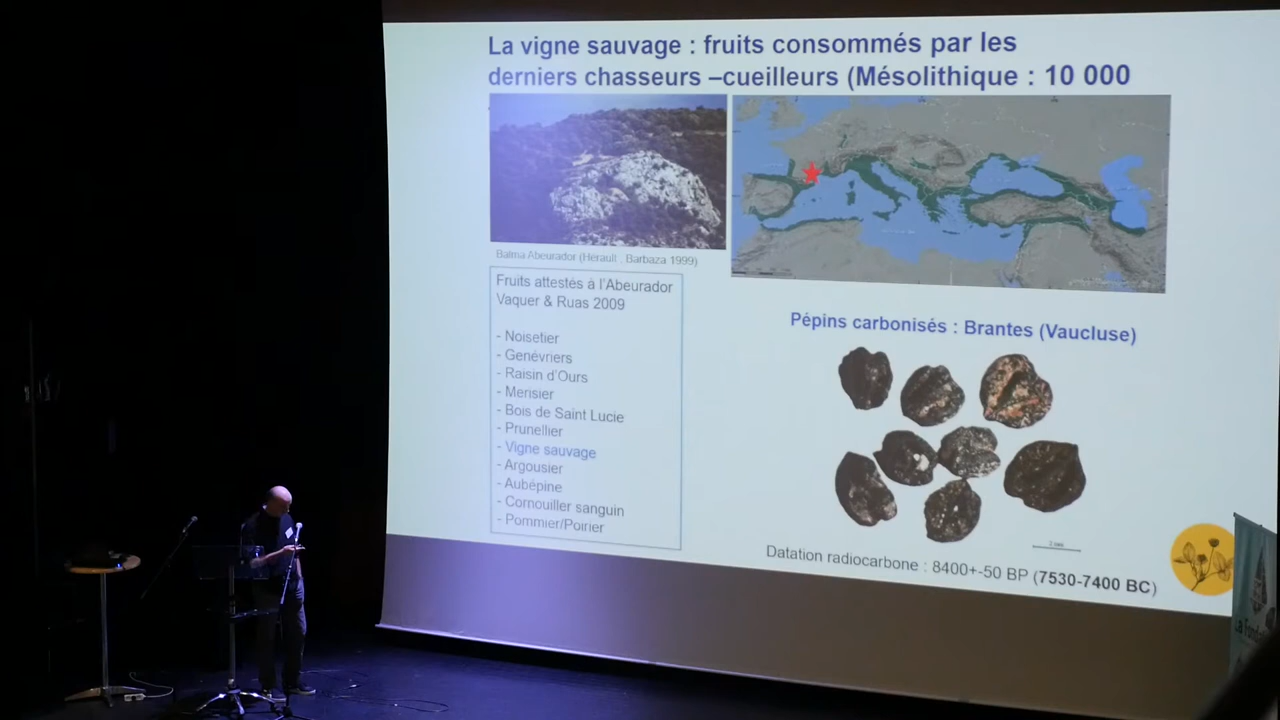 La vigne sauvage : fruits consommés par les
derniers chasseurs –cueilleurs (Mésolithique : 10 000
Balma Abeurador (Hérault , Barbaza 1999)
Fruits attestés à l'Abeurador
Vaquer & Ruas 2009
- Noisetier
- Genévriers
- Raisin d'Ours
- Merisier
- Bois de Saint Lucie
- Prunellier
- Vigne sauvage
- Argousier
- Aubépine
- Cornouiller sanguin
- Pommier/Poirier
Pépins carbonisés : Brantes (Vaucluse)
Datation radiocarbone : 8400+-50 BP (7530-7400 BC)